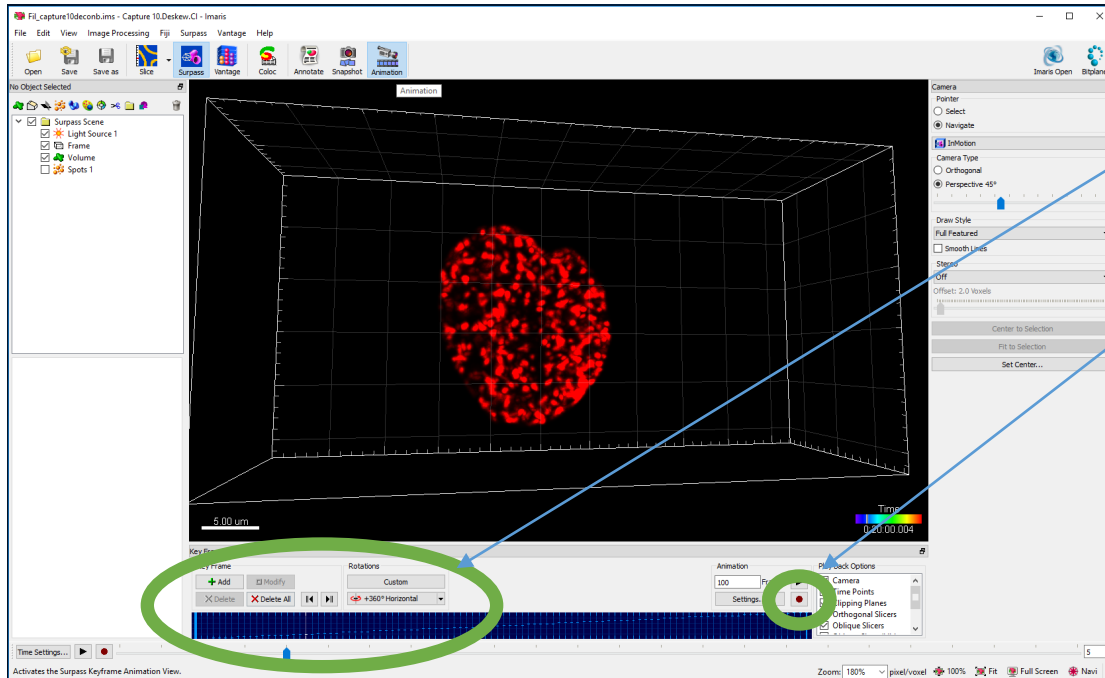 Fil_capture10deconb.ims - Capture 10.Deskew.CI - Imaris
File Edit View Image Processing Fiji Surpass Vantage Help
Open Save Save as Slice Surpass Vantage Coloc Annotate Snapshot Animation Imaris Open Bitplane
No Object Selected
Animation
Surpass Scene
Light Source 1
Frame
Volume
Spots 1
Camera
Pointer
Select
Navigate
InMotion
Camera Type
Orthogonal
Perspective 45°
Draw Style
Full Featured
Smooth Lines
Stereo
Off
Offset: 2.0 Voxels
Center to Selection
Fit to Selection
Set Center...
5.00 um
Time
0:20:00.004
Key Frame
Add Modify
Delete Delete All
Rotations
Custom
+360° Horizontal
Animation
100
Settings...
Play Back Options
Camera
Time Points
Clipping Planes
Orthogonal Slicers
Oblique Slicers
Time Settings... 5
Activates the Surpass Keyframe Animation View. Zoom: 180% pixel/voxel 100% Fit Full Screen Navi